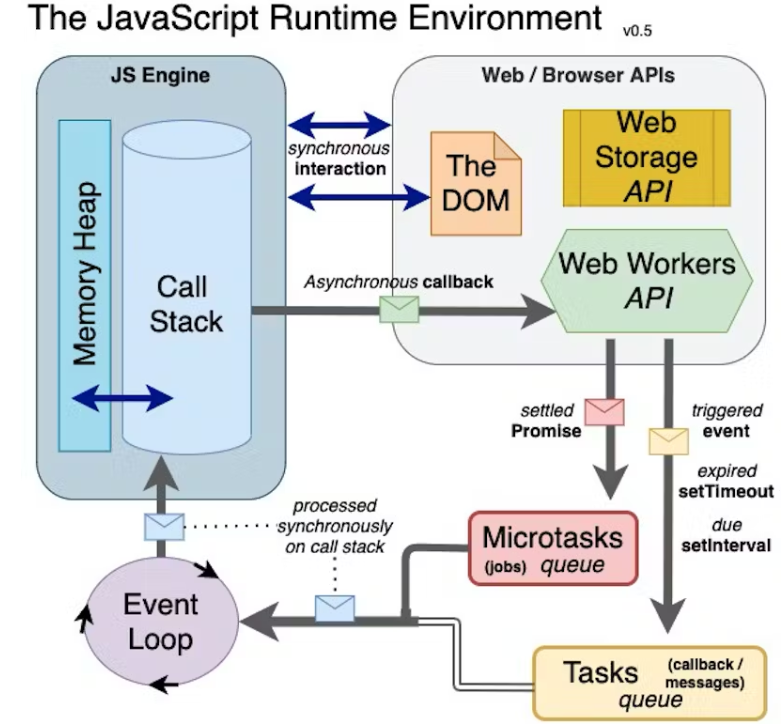 The JavaScript Runtime Environment v0.5
JS Engine
Memory Heap
Call
Stack
synchronous
interaction
Web / Browser APIs
The
DOM
Web
Storage
API
Asynchronous callback
Web Workers
API
settled
Promise
triggered
event
expired
setTimeout
due
setInterval
processed
synchronously
on call stack
Microtasks
(jobs) queue
Event
Loop
Tasks (callback /
messages)
queue